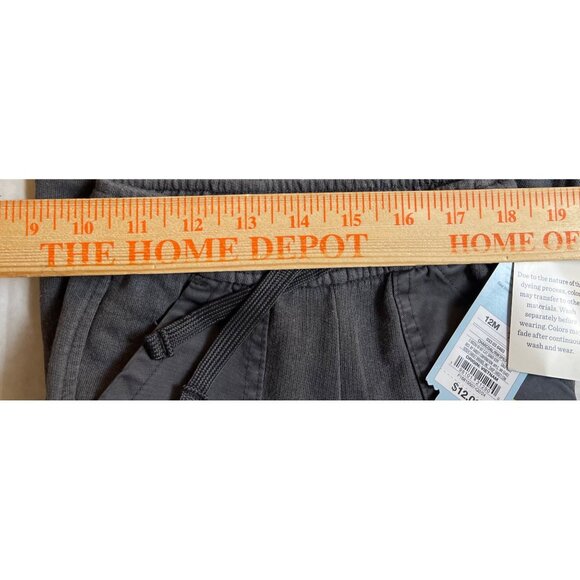 9 10 11 12 13 14 15 16 17 18 19
THE HOME DEPOT HOME OF
12M
$12.0
Due to the nature of the
dyeing process, color
may transfer to other
materials. Wash
separately before
wearing. Colors may
fade after continuous
wash and wear.